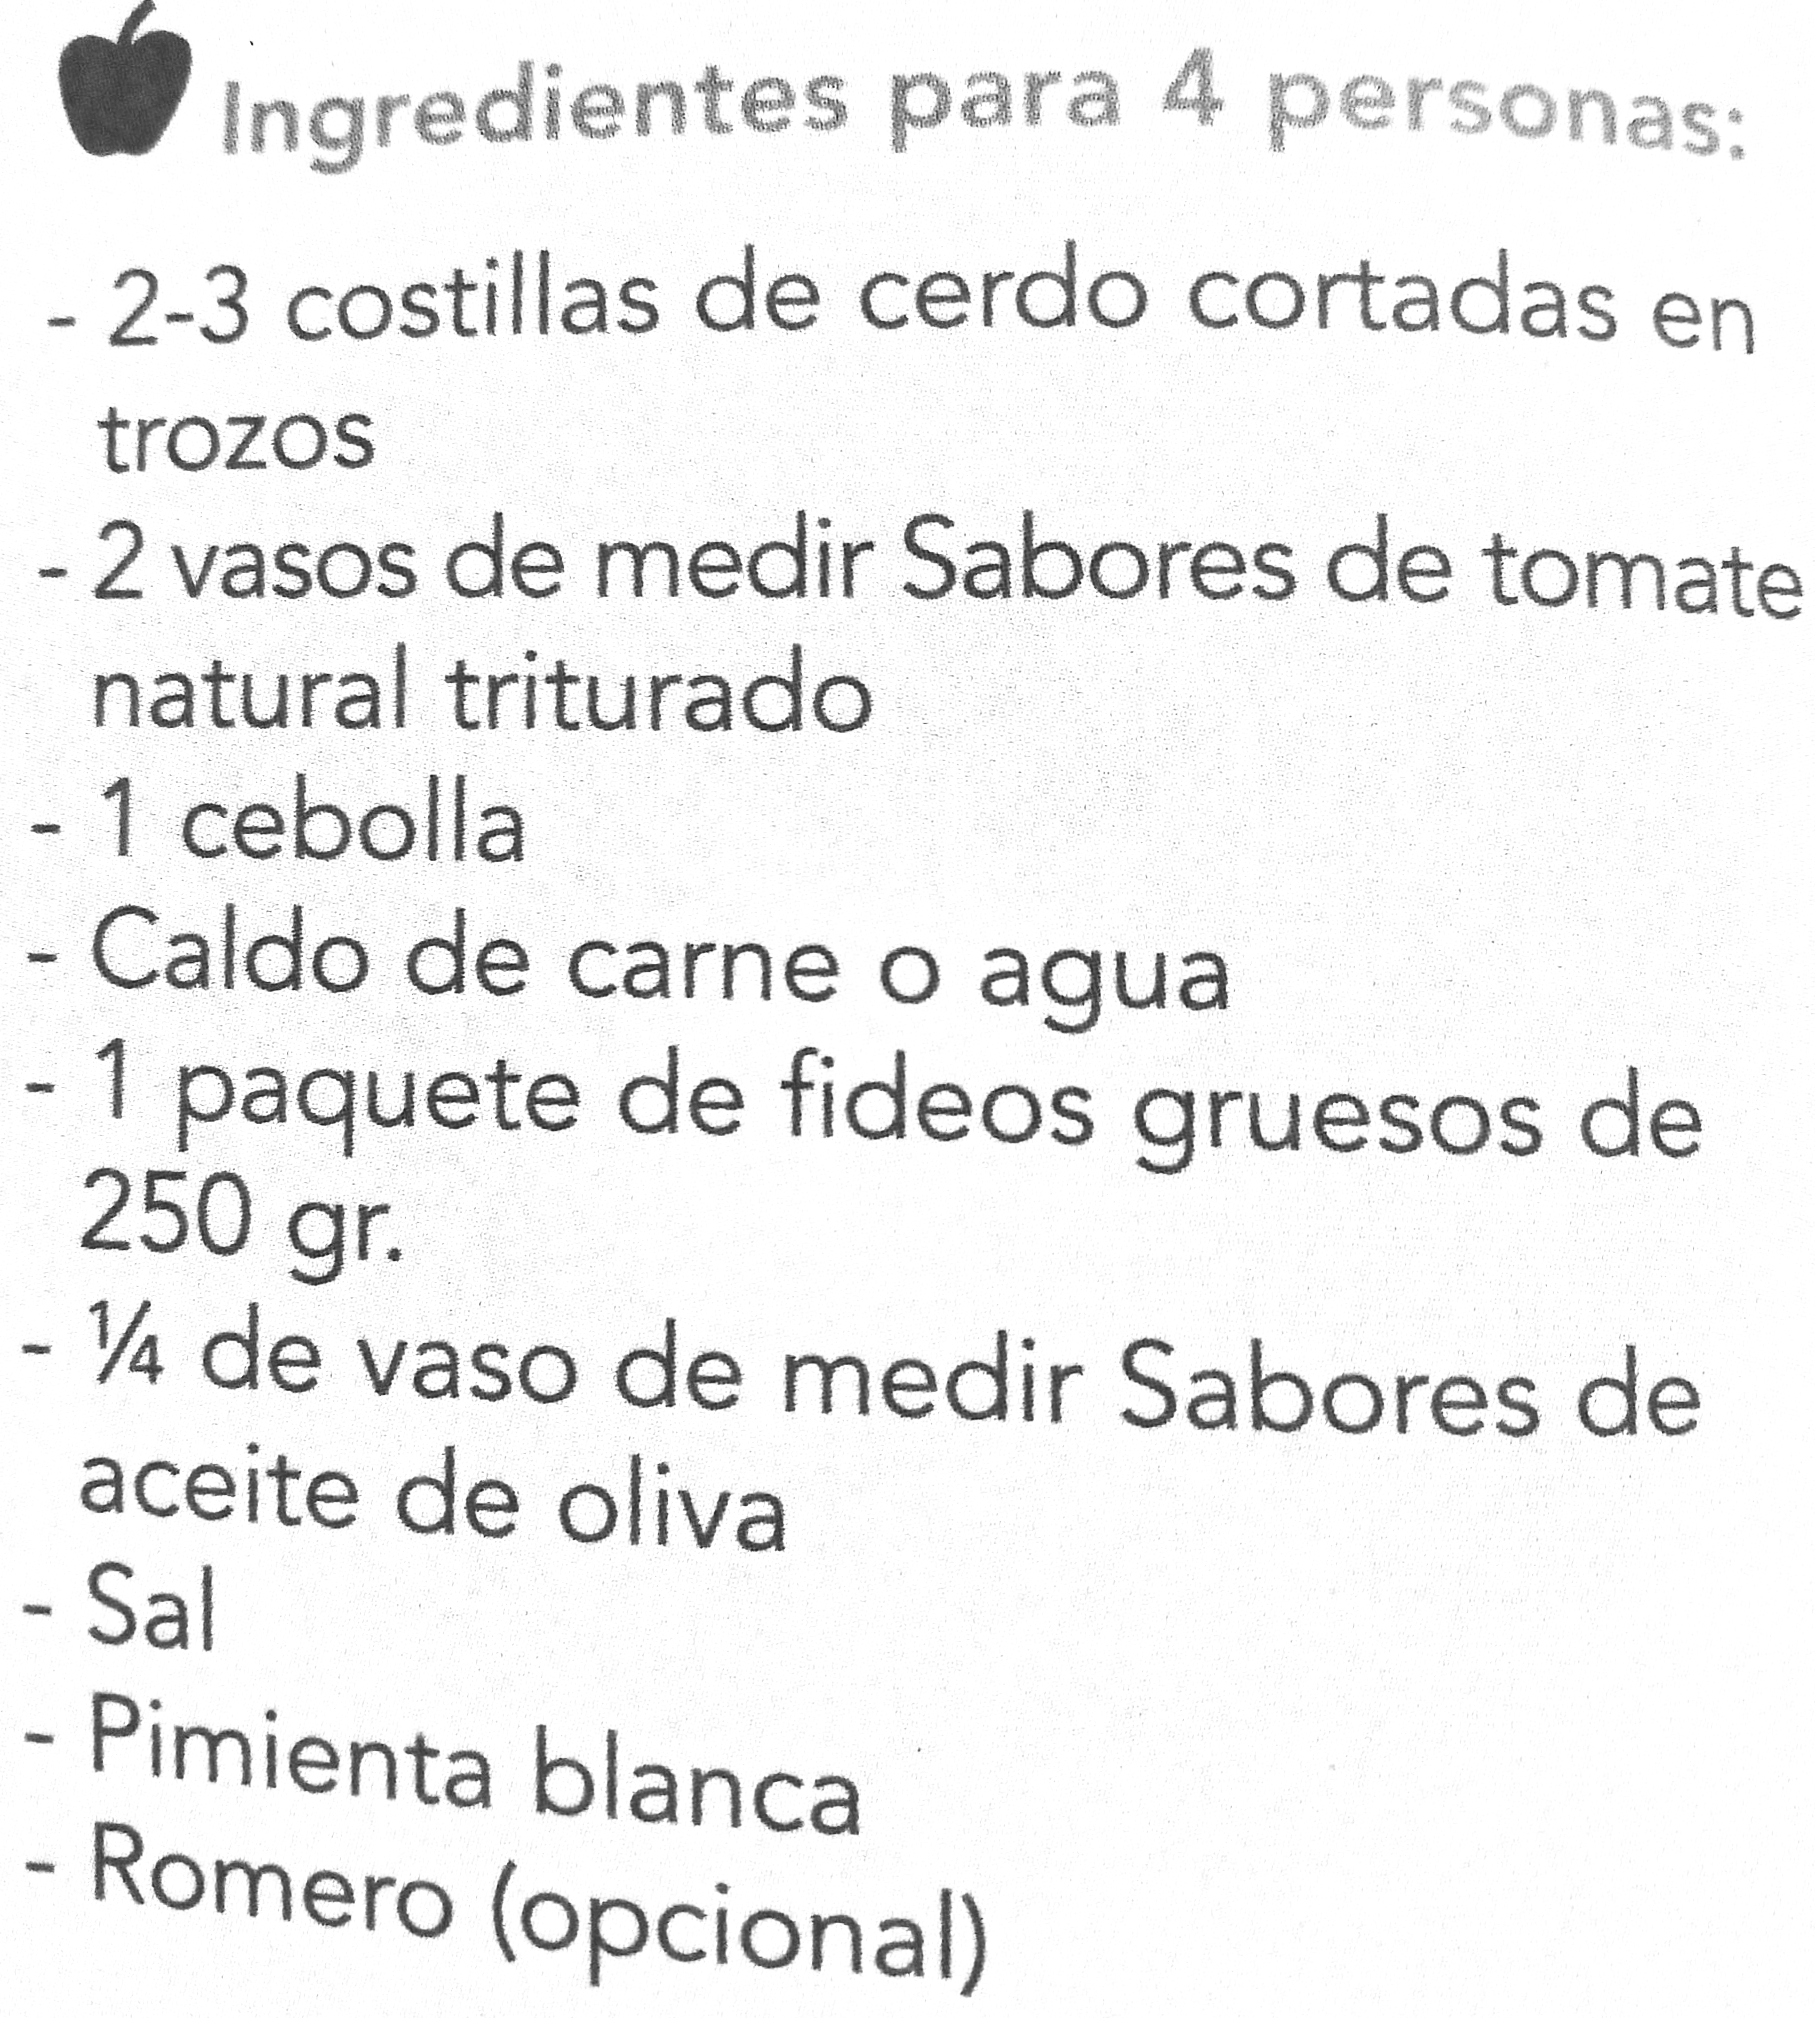 Ingredientes para 4 personas:
- 2-3 costillas de cerdo cortadas en
trozos
- 2 vasos de medir Sabores de tomate
natural triturado
- 1 cebolla
- Caldo de carne o agua
- 1 paquete de fideos gruesos de
250 gr.
- ¼ de vaso de medir Sabores de
aceite de oliva
- Sal
- Pimienta blanca
- Romero (opcional)